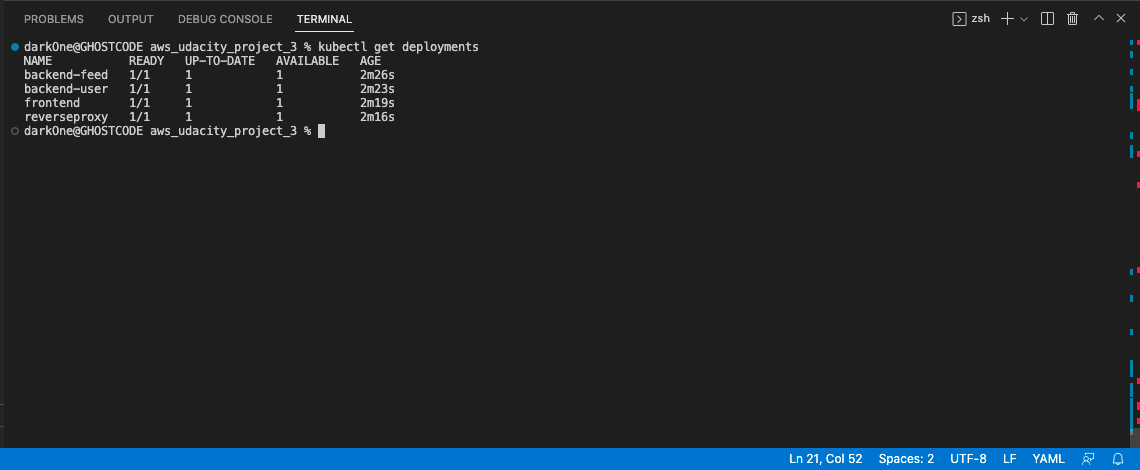 PROBLEMS OUTPUT DEBUG CONSOLE TERMINAL zsh
darkOne@GHOSTCODE aws_udacity_project_3 % kubectl get deployments
NAME READY UP-TO-DATE AVAILABLE AGE
backend-feed 1/1 1 1 2m26s
backend-user 1/1 1 1 2m23s
frontend 1/1 1 1 2m19s
reverseproxy 1/1 1 1 2m16s
darkOne@GHOSTCODE aws_udacity_project_3 %
Ln 21, Col 52 Spaces: 2 UTF-8 LF YAML